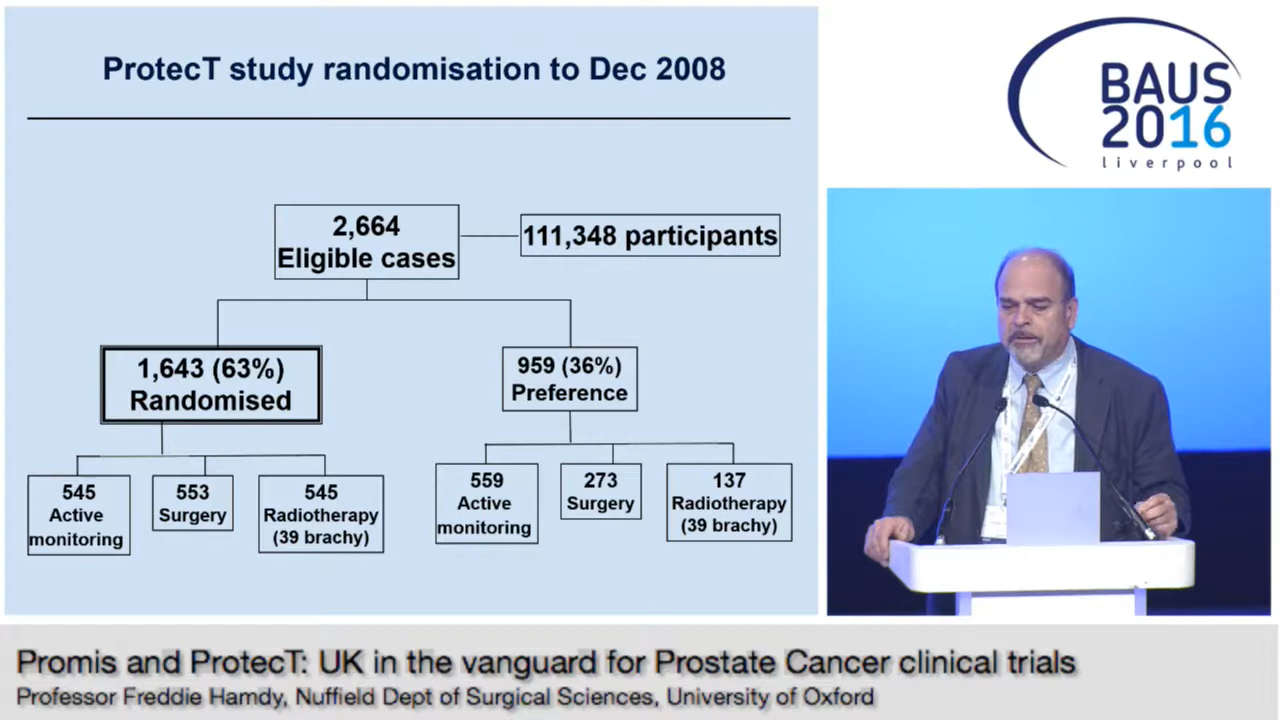 ProtecT study randomisation to Dec 2008
2,664
Eligible cases
111,348 participants
1,643 (63%)
Randomised
959 (36%)
Preference
545
Active
monitoring
553
Surgery
545
Radiotherapy
(39 brachy)
559
Active
monitoring
273
Surgery
137
Radiotherapy
(39 brachy)
BAUS
2016
liverpool
Promis and ProtecT: UK in the vanguard for Prostate Cancer clinical trials
Professor Freddie Hamdy, Nuffield Dept of Surgical Sciences, University of Oxford